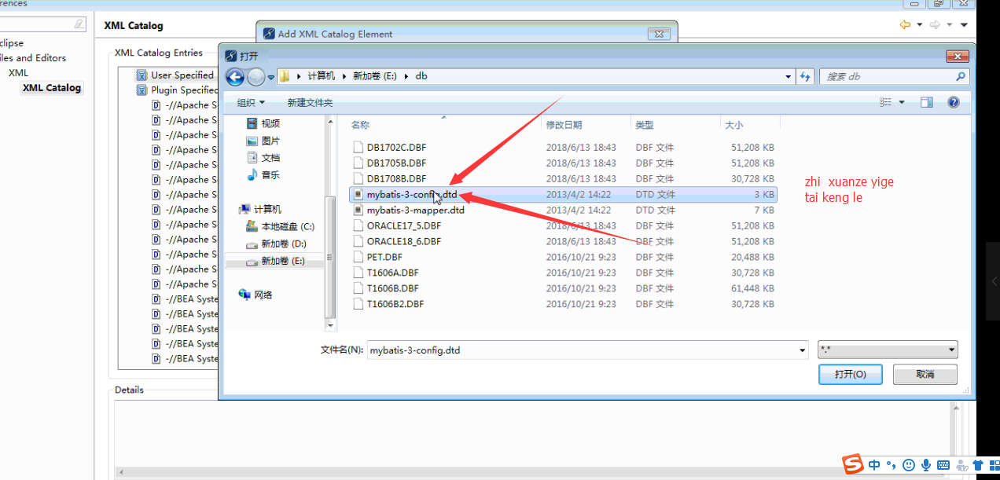 rences
XML Catalog
Add XML Catalog Element
clipse
iles and Editors
XML
XML Catalog
XML Catalog Entries
User Specified
Plugin Specified
-//Apache S
-//Apache S
-//Apache S
-//Apache S
-//Apache S
-//Apache S
-//Apache S
-//Apache S
-//Apache S
-//Apache S
-//Apache S
-//Apache S
-//Apache S
-//BEA Syste
-//BEA Syste
-//BEA Syste
-//BEA Syste
-//BEA Syste
Details
打开
计算机 新加卷 (E:) db
搜索 db
组织 新建文件夹
视频
图片
文档
音乐
计算机
本地磁盘 (C:)
新加卷 (D:)
新加卷 (E:)
网络
名称 修改日期 类型 大小
DB1702C.DBF 2018/6/13 18:43 DBF 文件 51,208 KB
DB1705B.DBF 2018/6/13 18:43 DBF 文件 51,208 KB
DB1708B.DBF 2018/6/13 18:43 DBF 文件 30,728 KB
mybatis-3-config.dtd 2013/4/2 14:22 DTD 文件 3 KB
mybatis-3-mapper.dtd 2013/4/2 14:22 DTD 文件 7 KB
ORACLE17_5.DBF 2018/6/13 18:43 DBF 文件 51,208 KB
ORACLE18_6.DBF 2018/6/13 18:43 DBF 文件 51,208 KB
PET.DBF 2016/10/21 9:23 DBF 文件 20,488 KB
T1606A.DBF 2016/10/21 9:23 DBF 文件 30,728 KB
T1606B.DBF 2016/10/21 9:23 DBF 文件 61,448 KB
T1606B2.DBF 2016/10/21 9:23 DBF 文件 30,728 KB
zhi xuanze yige
tai keng le
文件名(N): mybatis-3-config.dtd *.*
打开(O) 取消
中